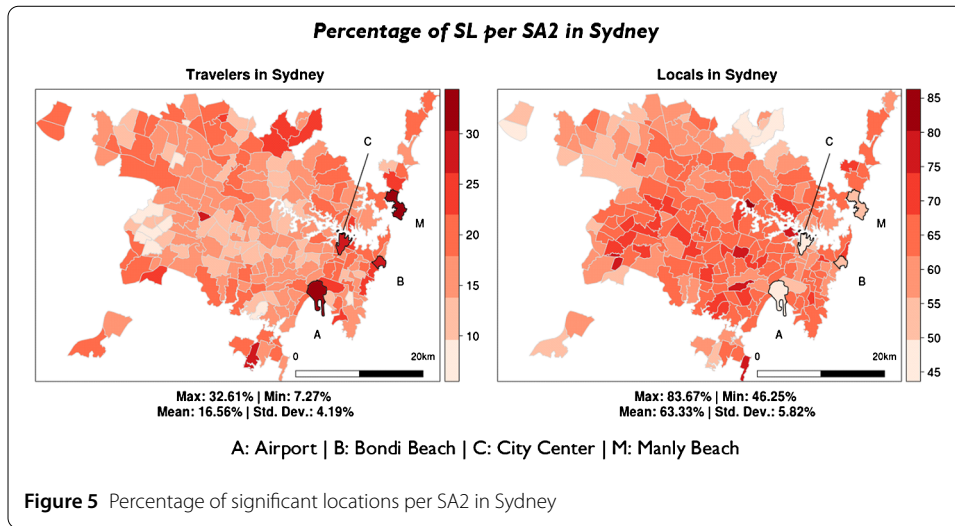 Percentage of SL per SA2 in Sydney
Travelers in Sydney
C
M
B
A
0
20km
30
25
20
15
10
Max: 32.61% | Min: 7.27%
Mean: 16.56% | Std. Dev.: 4.19%
Locals in Sydney
C
M
B
A
0
20km
85
80
75
70
65
60
55
50
45
Max: 83.67% | Min: 46.25%
Mean: 63.33% | Std. Dev.: 5.82%
A: Airport | B: Bondi Beach | C: City Center | M: Manly Beach
Figure 5 Percentage of significant locations per SA2 in Sydney